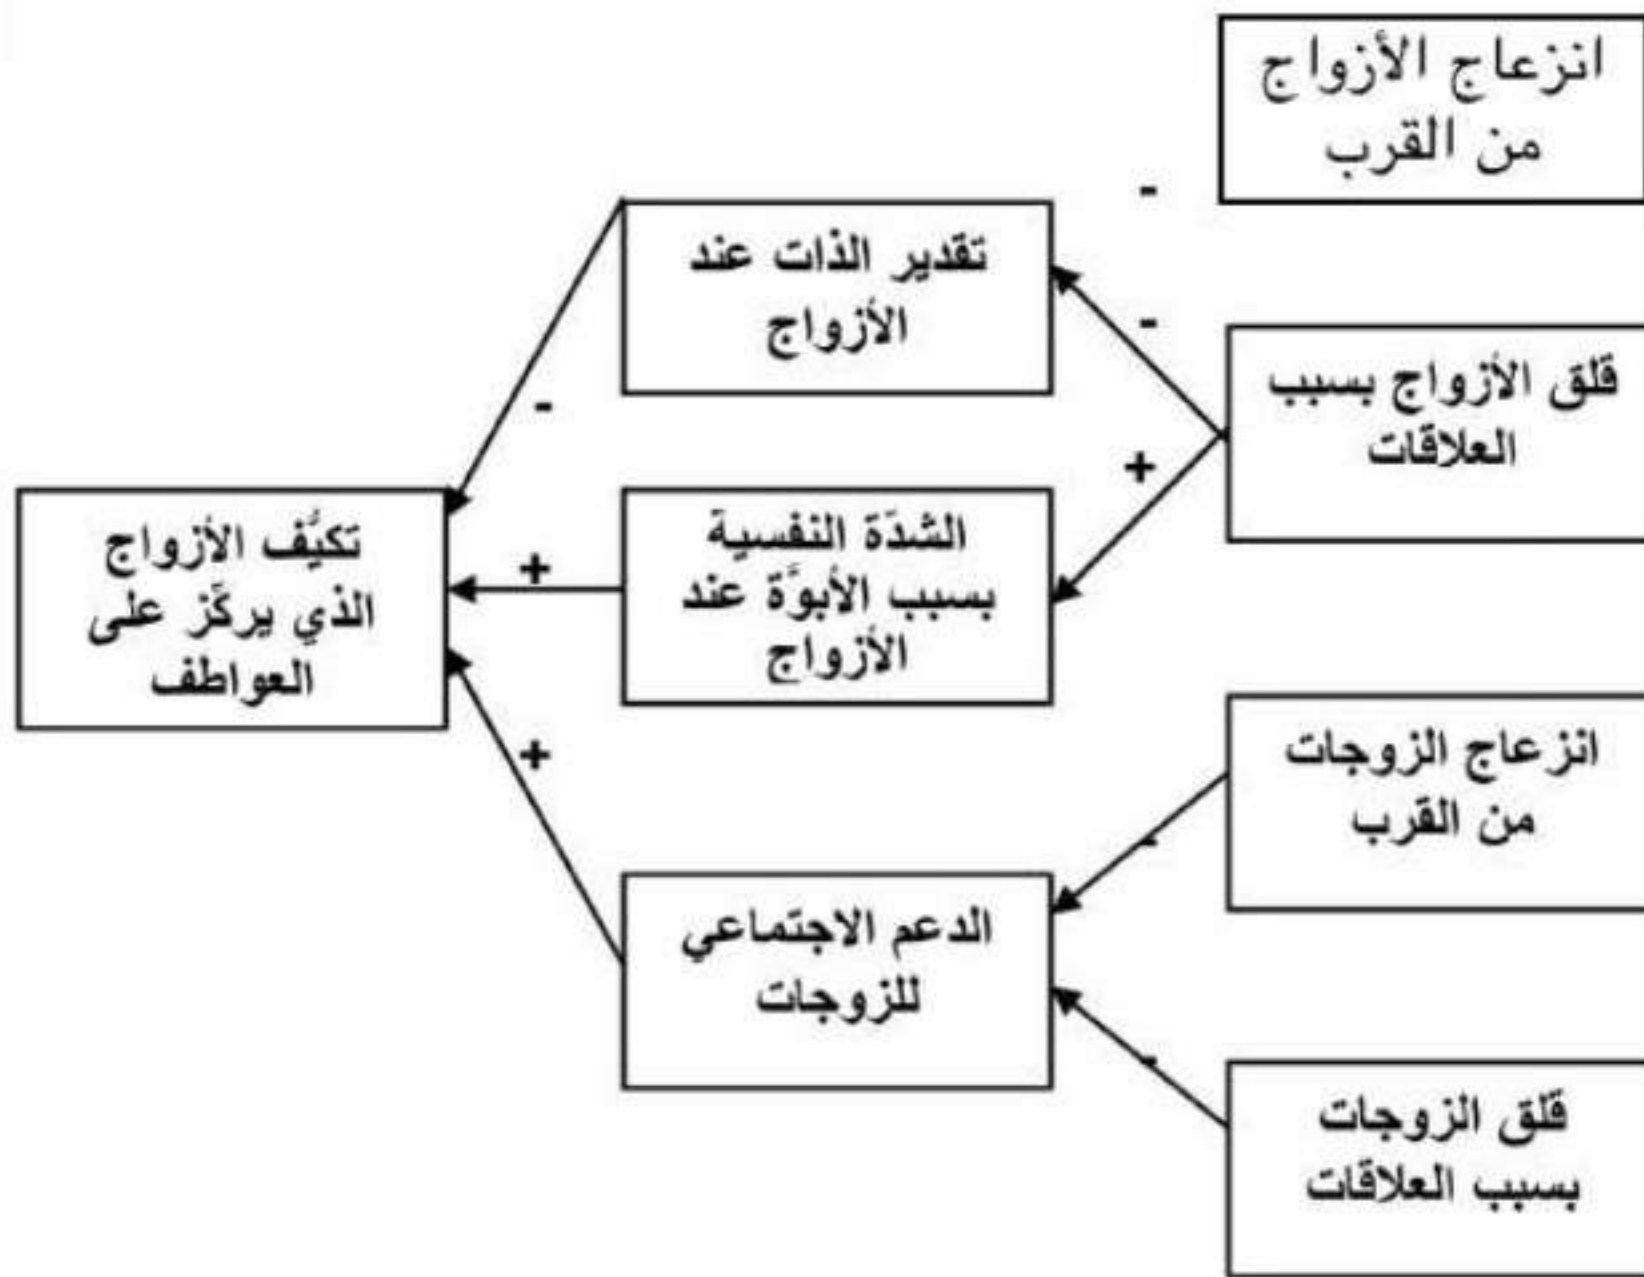 انزعاج الأزواج
من القرب
-
تقدير الذات عند
الأزواج
-
قلق الأزواج بسبب
العلاقات
-
+
تكيُّف الأزواج
الذي يركّز على
العواطف
+
الشدّة النفسية
بسبب الأبوَّة عند
الأزواج
+
انزعاج الزوجات
من القرب
-
الدعم الاجتماعي
للزوجات
-
قلق الزوجات
بسبب العلاقات